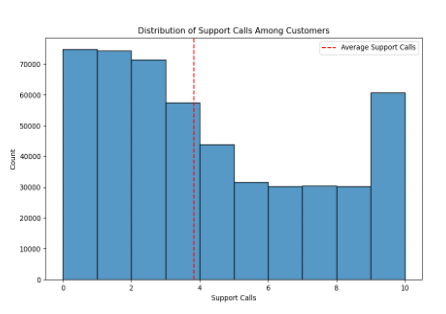 Distribution of Support Calls Among Customers
Average Support Calls
70000
60000
50000
40000
30000
20000
10000
0
Count
0 2 4 6 8 10
Support Calls